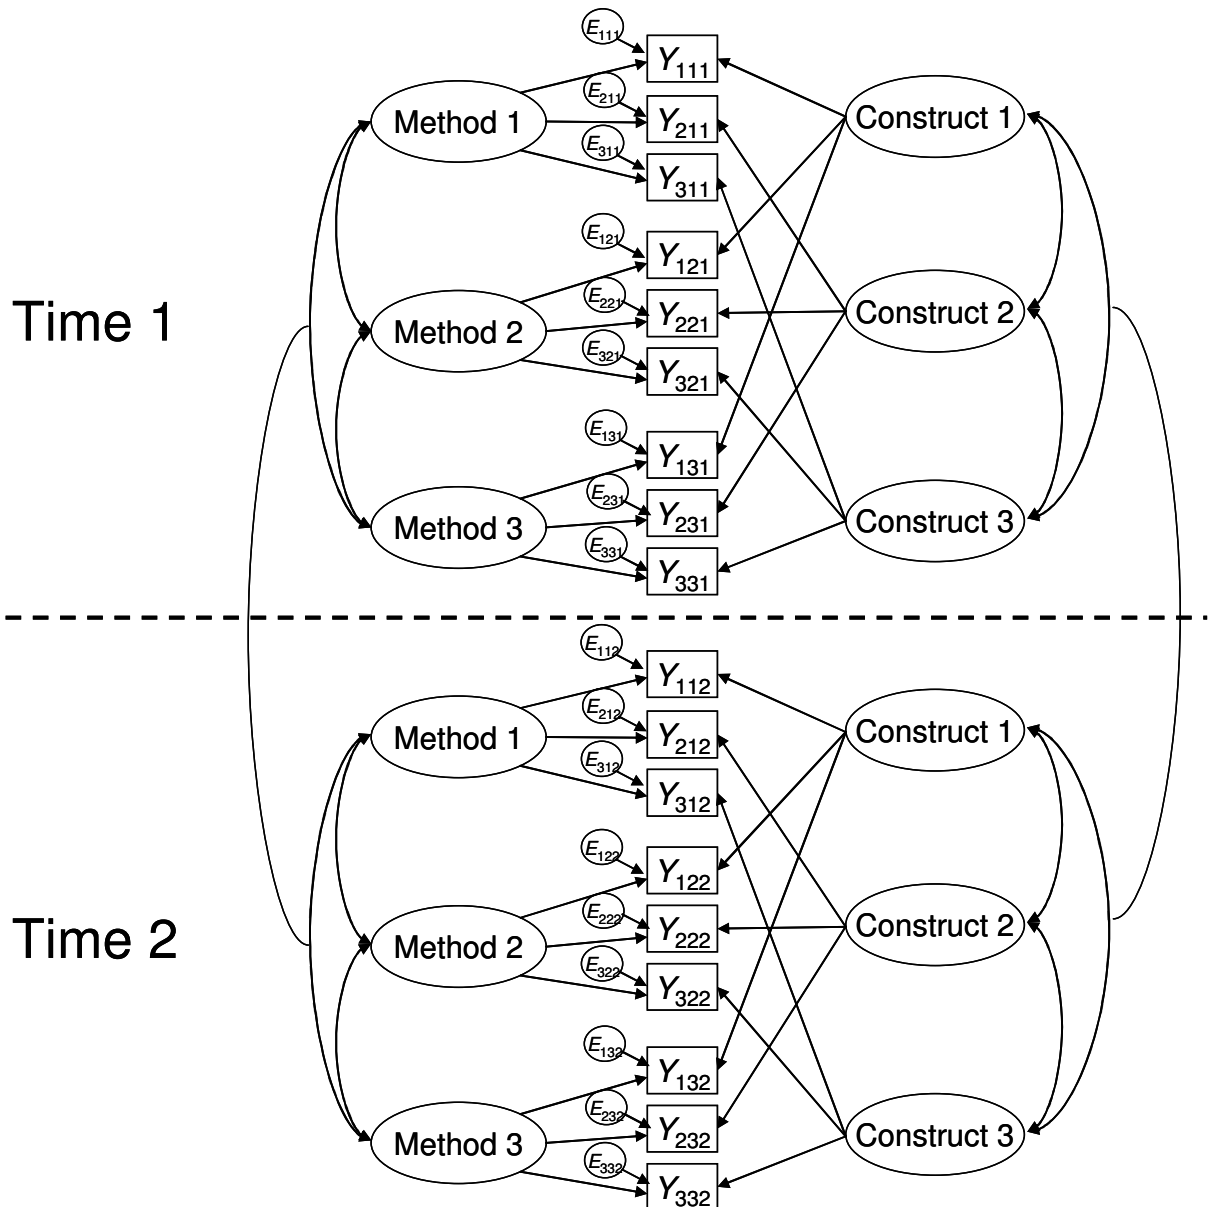 Time 1
Method 1
Method 2
Method 3
E111
E211
E311
E121
E221
E321
E131
E231
E331
Y111
Y211
Y311
Y121
Y221
Y321
Y131
Y231
Y331
Construct 1
Construct 2
Construct 3
Time 2
Method 1
Method 2
Method 3
E112
E212
E312
E122
E222
E322
E132
E232
E332
Y112
Y212
Y312
Y122
Y222
Y322
Y132
Y232
Y332
Construct 1
Construct 2
Construct 3